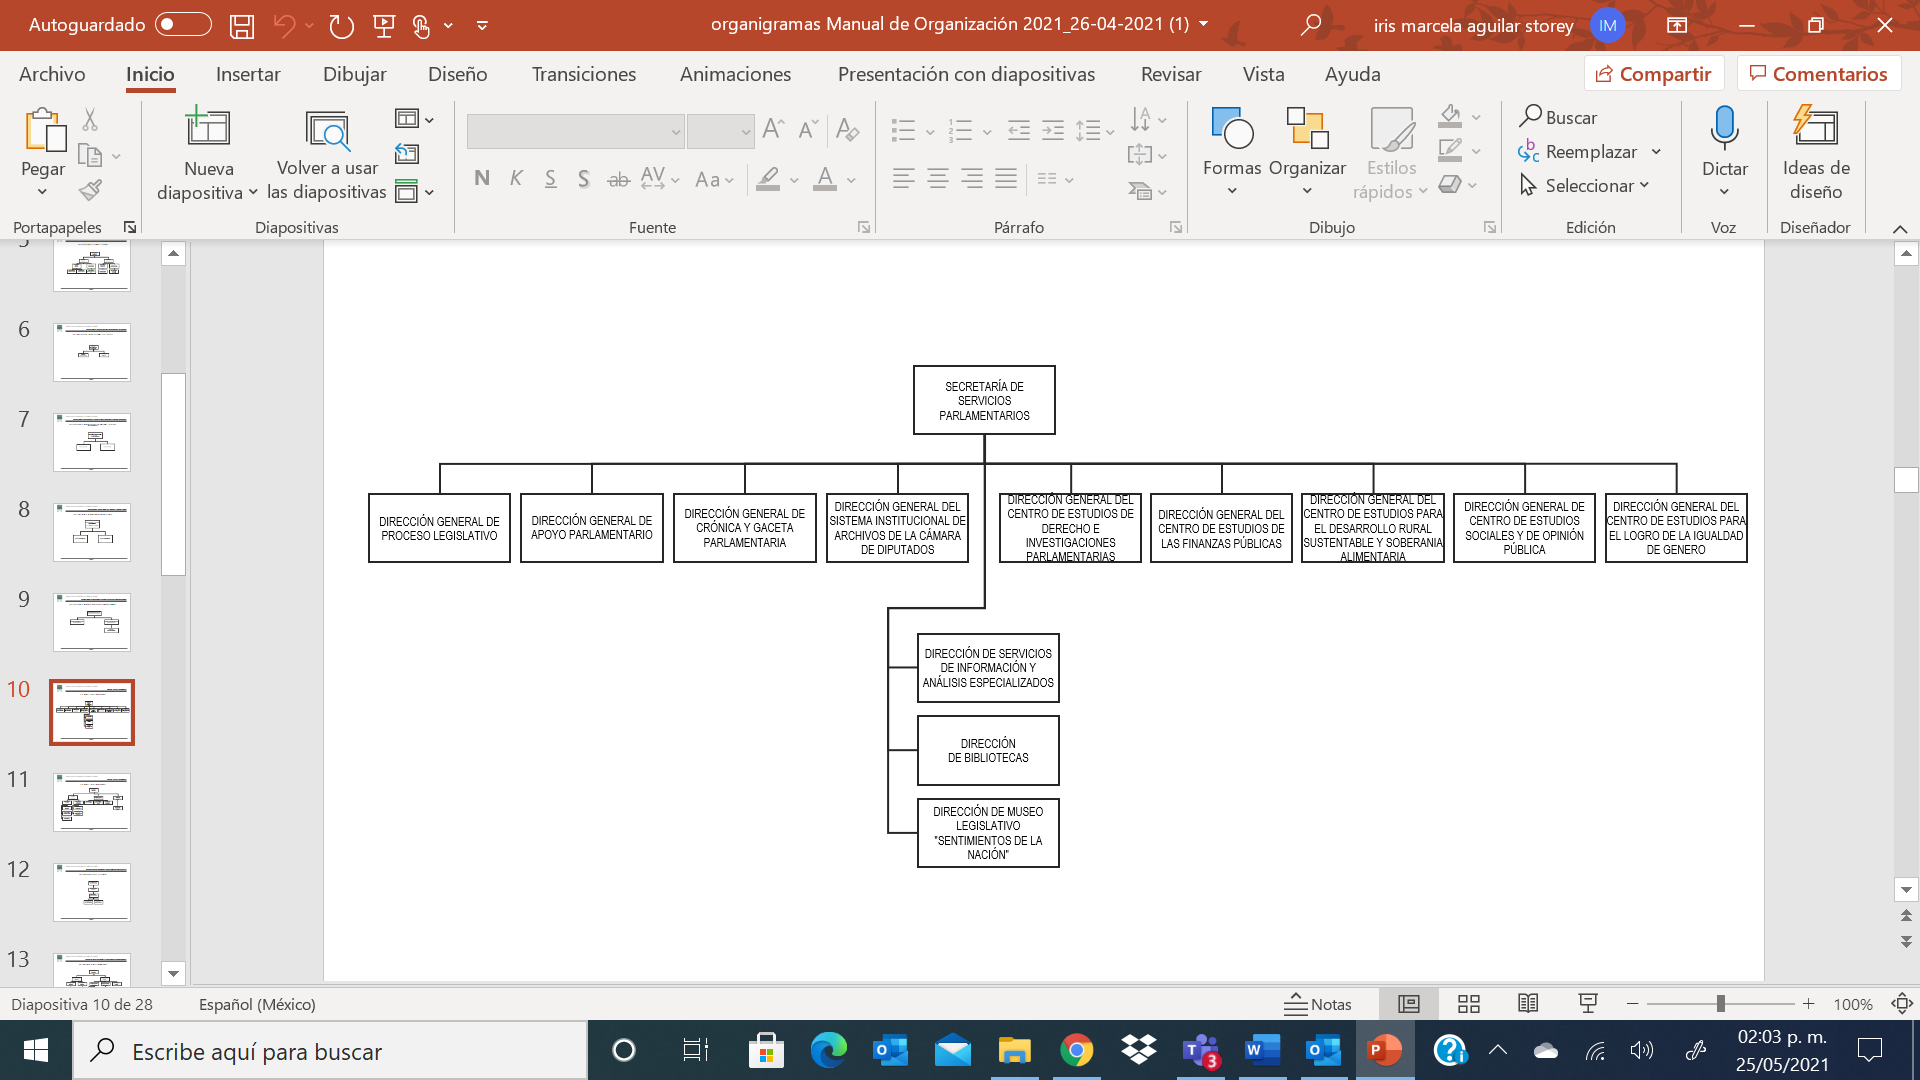 Autoguardado
organigramas Manual de Organización 2021_26-04-2021 (1)
iris marcela aguilar storey
IM
Archivo
Inicio
Insertar
Dibujar
Diseño
Transiciones
Animaciones
Presentación con diapositivas
Revisar
Vista
Ayuda
Compartir
Comentarios
Pegar
Nueva
diapositiva
Volver a usar
las diapositivas
N K S S ab AV Aa A
Formas
Organizar
Estilos
rápidos
Buscar
Reemplazar
Seleccionar
Dictar
Ideas de
diseño
Portapapeles
Diapositivas
Fuente
Párrafo
Dibujo
Edición
Voz
Diseñador
5
6
7
8
9
10
11
12
13
SECRETARÍA DE
SERVICIOS
PARLAMENTARIOS
DIRECCIÓN GENERAL DE
PROCESO LEGISLATIVO
DIRECCIÓN GENERAL DE
APOYO PARLAMENTARIO
DIRECCIÓN GENERAL DE
CRÓNICA Y GACETA
PARLAMENTARIA
DIRECCIÓN GENERAL DEL
SISTEMA INSTITUCIONAL DE
ARCHIVOS DE LA CÁMARA
DE DIPUTADOS
DIRECCIÓN GENERAL DEL
CENTRO DE ESTUDIOS DE
DERECHO E
INVESTIGACIONES
PARLAMENTARIAS
DIRECCIÓN GENERAL DEL
CENTRO DE ESTUDIOS DE
LAS FINANZAS PÚBLICAS
DIRECCIÓN GENERAL DEL
CENTRO DE ESTUDIOS PARA
EL DESARROLLO RURAL
SUSTENTABLE Y SOBERANIA
ALIMENTARIA
DIRECCIÓN GENERAL DE
CENTRO DE ESTUDIOS
SOCIALES Y DE OPINIÓN
PÚBLICA
DIRECCIÓN GENERAL DEL
CENTRO DE ESTUDIOS PARA
EL LOGRO DE LA IGUALDAD
DE GENERO
DIRECCIÓN DE SERVICIOS
DE INFORMACIÓN Y
ANÁLISIS ESPECIALIZADOS
DIRECCIÓN
DE BIBLIOTECAS
DIRECCIÓN DE MUSEO
LEGISLATIVO
"SENTIMIENTOS DE LA
NACIÓN"
Diapositiva 10 de 28
Español (México)
Notas
100%
Escribe aquí para buscar
3
02:03 p. m.
25/05/2021